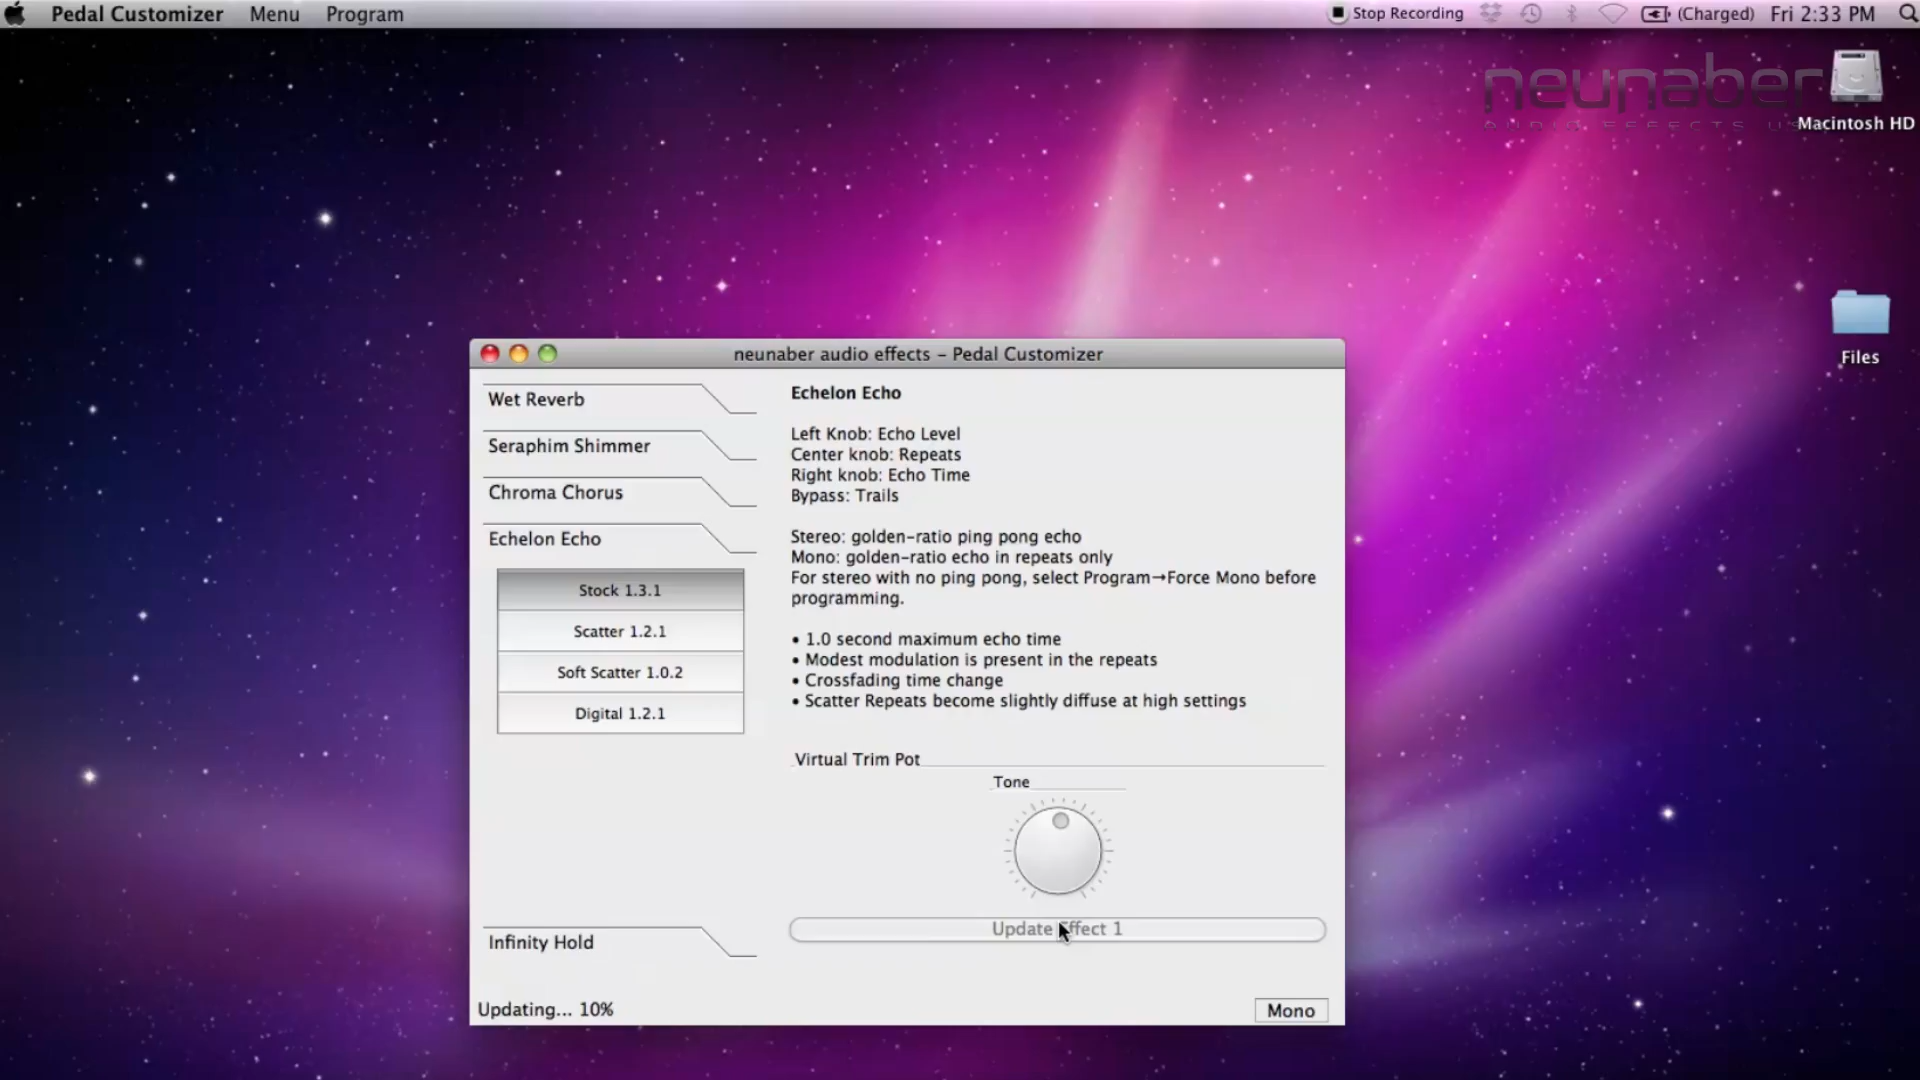 Pedal Customizer Menu Program Stop Recording (Charged) Fri 2:33 PM
neunaber
AUDIO EFFECTS US
Macintosh HD
Files
neunaber audio effects – Pedal Customizer
Wet Reverb
Seraphim Shimmer
Chroma Chorus
Echelon Echo
Stock 1.3.1
Scatter 1.2.1
Soft Scatter 1.0.2
Digital 1.2.1
Infinity Hold
Echelon Echo
Left Knob: Echo Level
Center knob: Repeats
Right knob: Echo Time
Bypass: Trails
Stereo: golden-ratio ping pong echo
Mono: golden-ratio echo in repeats only
For stereo with no ping pong, select Program→Force Mono before
programming.
• 1.0 second maximum echo time
• Modest modulation is present in the repeats
• Crossfading time change
• Scatter Repeats become slightly diffuse at high settings
Virtual Trim Pot
Tone
Update Effect 1
Updating... 10%
Mono